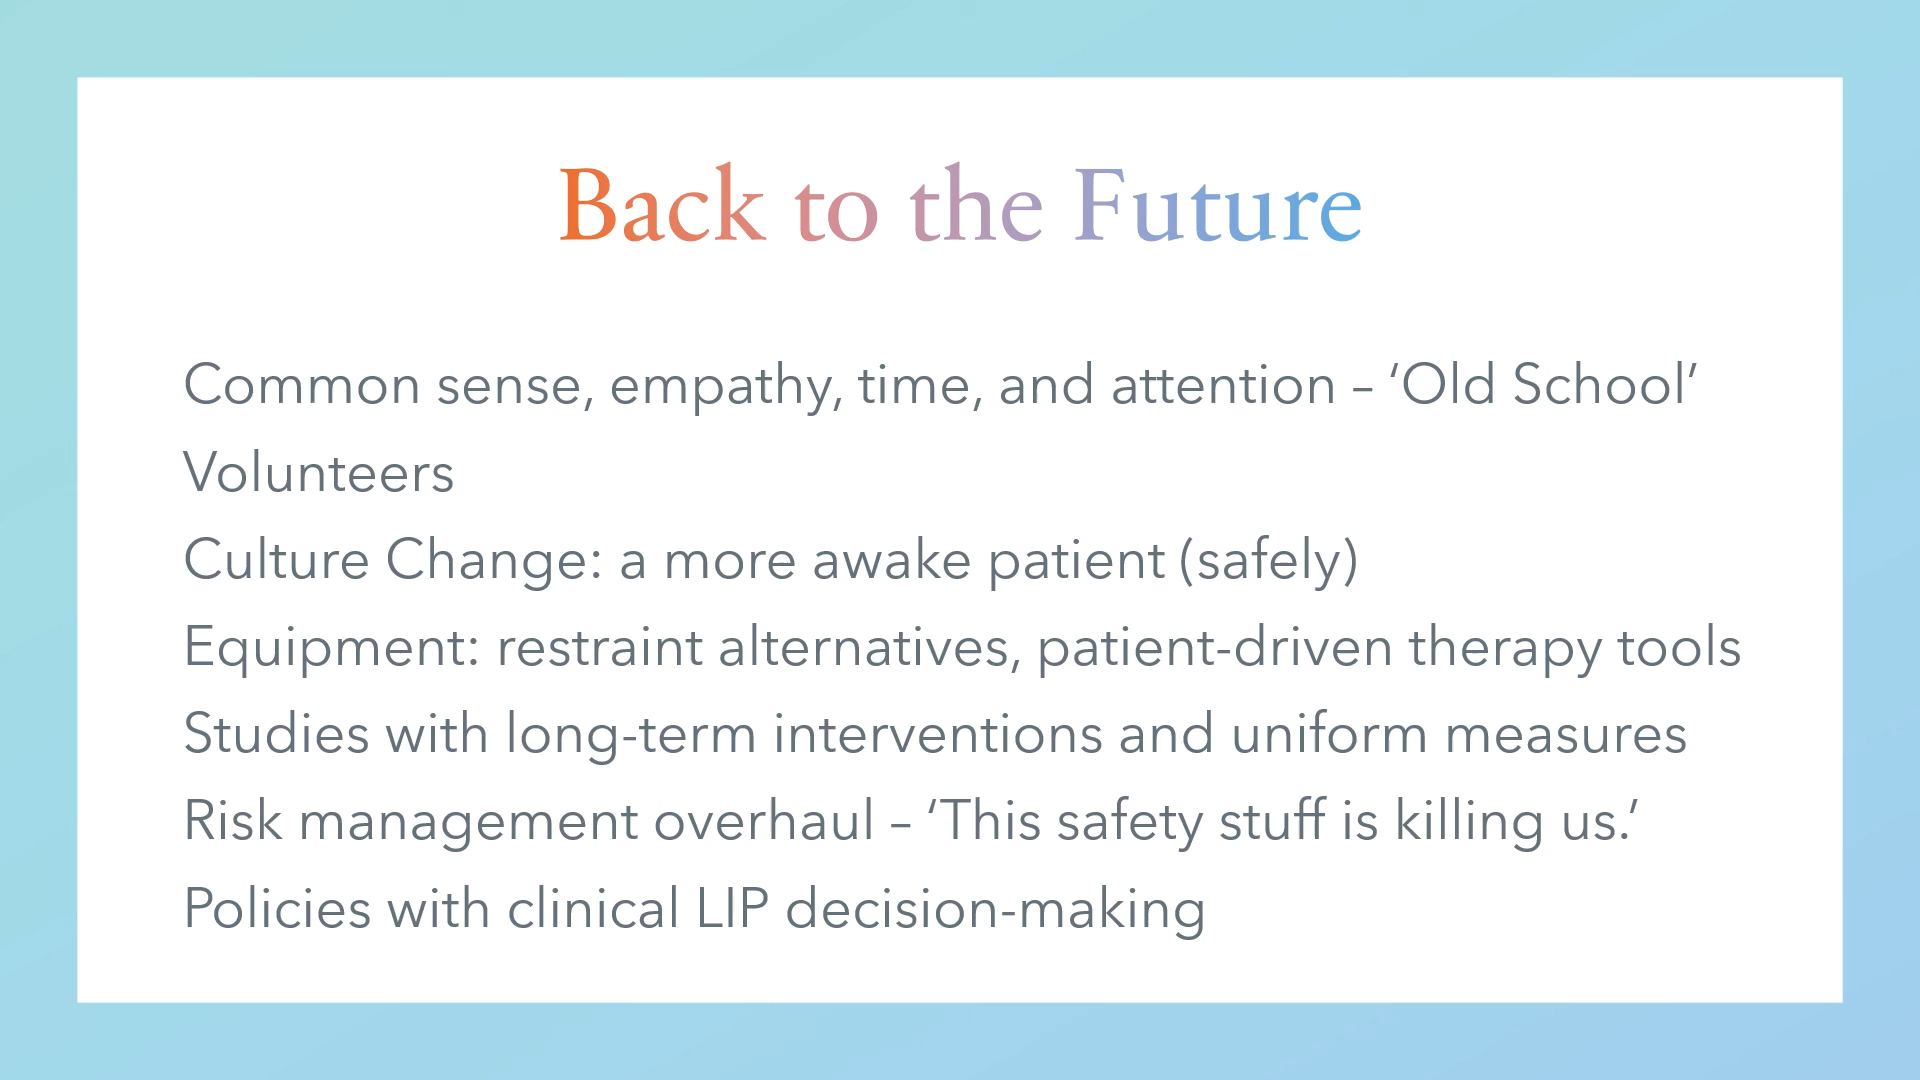 Back to the Future
Common sense, empathy, time, and attention – ‘Old School’
Volunteers
Culture Change: a more awake patient (safely)
Equipment: restraint alternatives, patient-driven therapy tools
Studies with long-term interventions and uniform measures
Risk management overhaul – ‘This safety stuff is killing us.’
Policies with clinical LIP decision-making